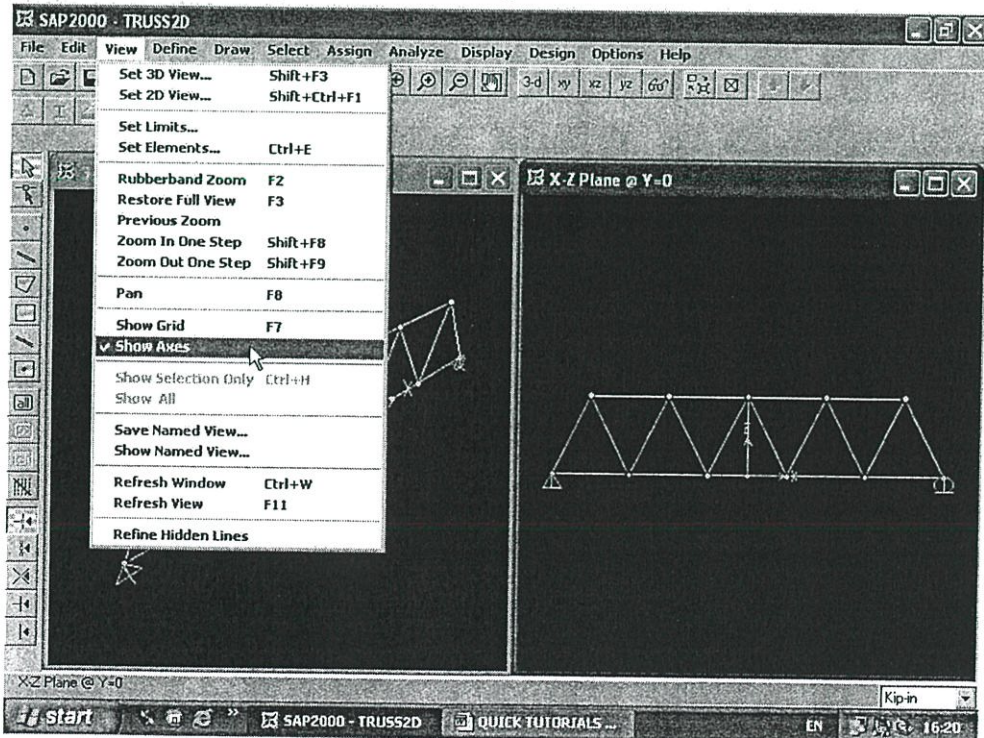 SAP2000 - TRUSS2D
File Edit View Define Draw Select Assign Analyze Display Design Options Help
Set 3D View... Shift+F3
Set 2D View... Shift+Ctrl+F1
3-d xy xz yz
Set Limits...
Set Elements... Ctrl+E
Rubberband Zoom F2
Restore Full View F3
Previous Zoom
Zoom In One Step Shift+F8
Zoom Out One Step Shift+F9
Pan F8
Show Grid F7
Show Axes
Show Selection Only Ctrl+H
Show All
Save Named View...
Show Named View...
Refresh Window Ctrl+W
Refresh View F11
Refine Hidden Lines
all
X-Z Plane @ Y=0
X-Z Plane @ Y=0
Kip-in
start » SAP2000 - TRUSS2D QUICK TUTORIALS ... EN 16:20